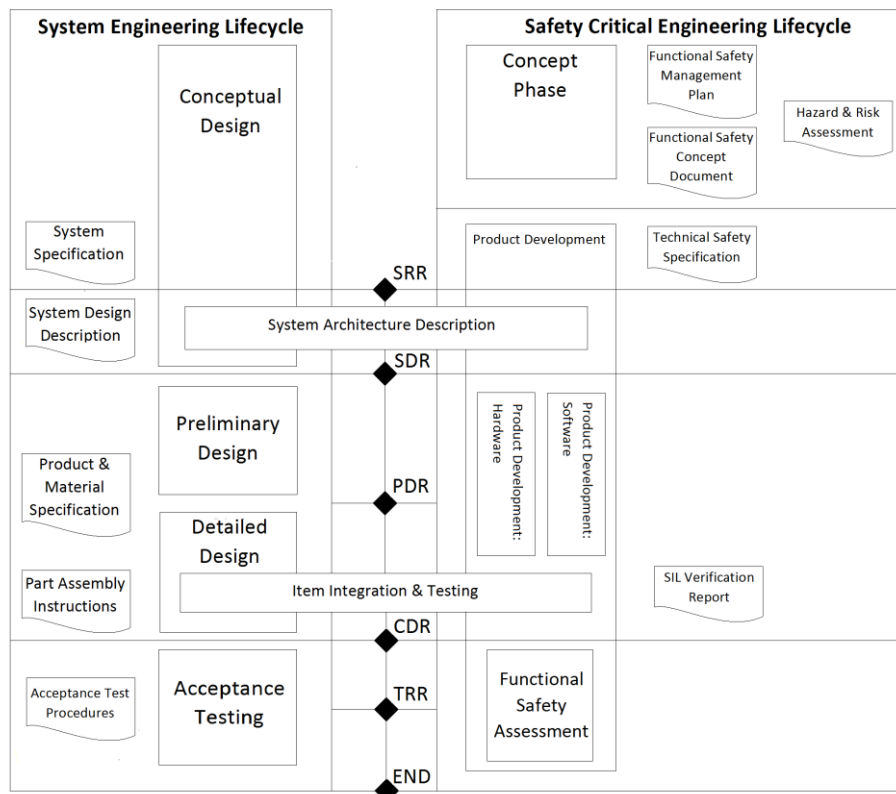 System Engineering Lifecycle
Safety Critical Engineering Lifecycle
Conceptual
Design
Concept
Phase
Functional Safety
Management
Plan
Hazard & Risk
Assessment
Functional Safety
Concept
Document
System
Specification
Product Development
Technical Safety
Specification
SRR
System Design
Description
System Architecture Description
SDR
Preliminary
Design
Product Development:
Hardware
Product Development:
Software
Product &
Material
Specification
PDR
Detailed
Design
Part Assembly
Instructions
Item Integration & Testing
SIL Verification
Report
CDR
Acceptance Test
Procedures
Acceptance
Testing
TRR
Functional
Safety
Assessment
END